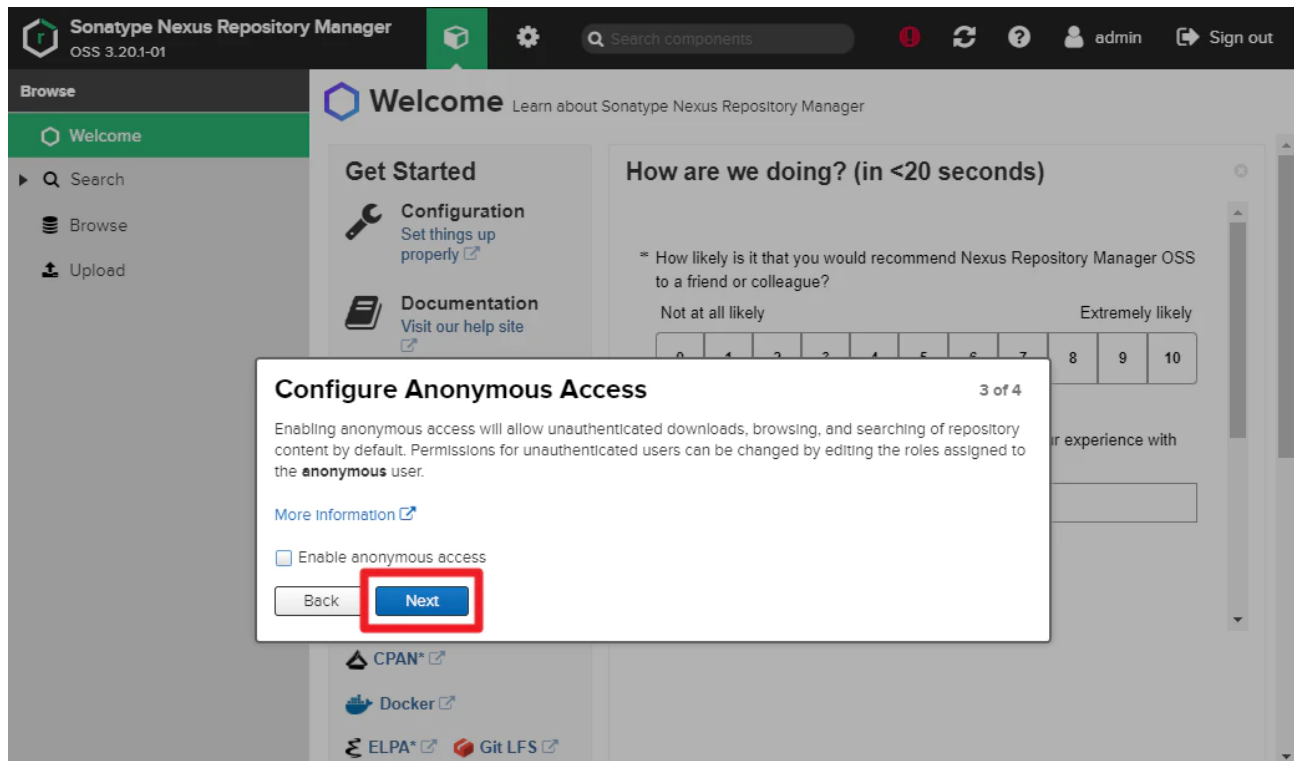 Sonatype Nexus Repository Manager
OSS 3.20.1-01
Search components
admin
Sign out
Browse
Welcome
Search
Browse
Upload
Welcome Learn about Sonatype Nexus Repository Manager
Get Started
Configuration
Set things up
properly
Documentation
Visit our help site
How are we doing? (in <20 seconds)
* How likely is it that you would recommend Nexus Repository Manager OSS
to a friend or colleague?
Not at all likely Extremely likely
8 9 10
experience with
Configure Anonymous Access 3 of 4
Enabling anonymous access will allow unauthenticated downloads, browsing, and searching of repository
content by default. Permissions for unauthenticated users can be changed by editing the roles assigned to
the anonymous user.
More information
Enable anonymous access
Back Next
CPAN*
Docker
ELPA* Git LFS